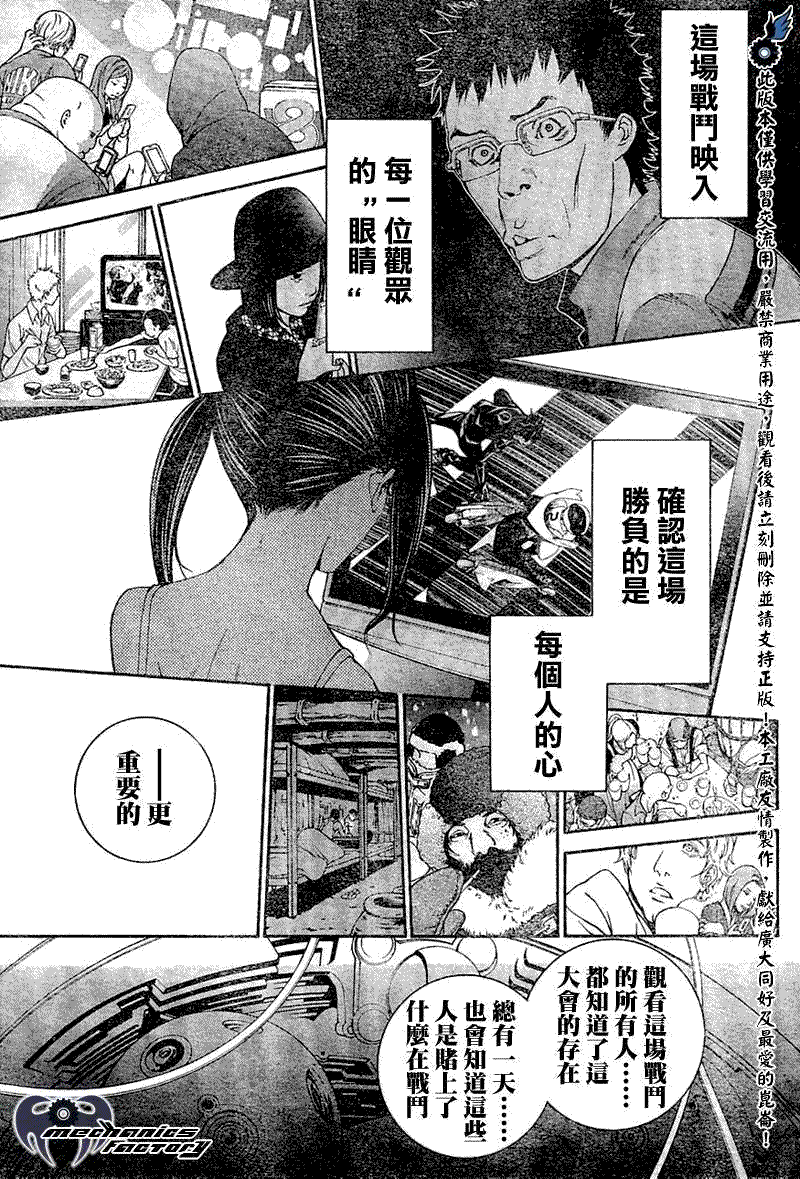 這場戰鬥映入
每一位觀眾
的〞眼睛〝
確認這場
勝負的是
每個人的心
——更
重要的
觀看這場戰鬥
的所有人……
都知道了這
大會的存在
總有一天……
也會知道這些
人是賭上了
什麼在戰鬥
此版本僅供學習交流用，嚴禁商業用途，觀看後請立刻刪除並請支持正版！本工廠友情製作，獻給廣大同好及最愛的崑崙！
mechanics
factory
8